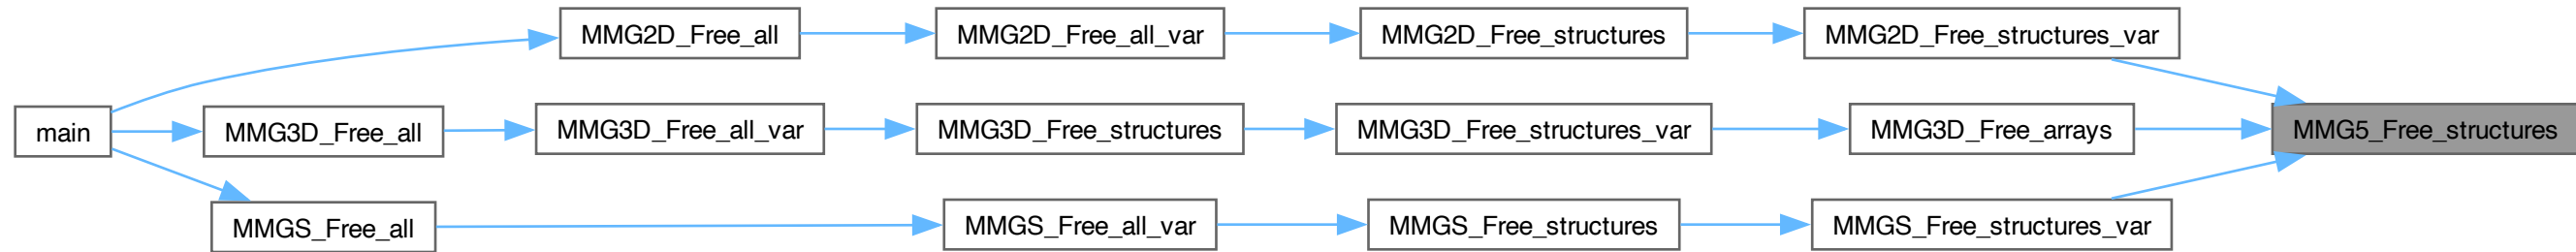 MMG2D_Free_all
MMG2D_Free_all_var
MMG2D_Free_structures
MMG2D_Free_structures_var
main
MMG3D_Free_all
MMG3D_Free_all_var
MMG3D_Free_structures
MMG3D_Free_structures_var
MMG3D_Free_arrays
MMG5_Free_structures
MMGS_Free_all
MMGS_Free_all_var
MMGS_Free_structures
MMGS_Free_structures_var